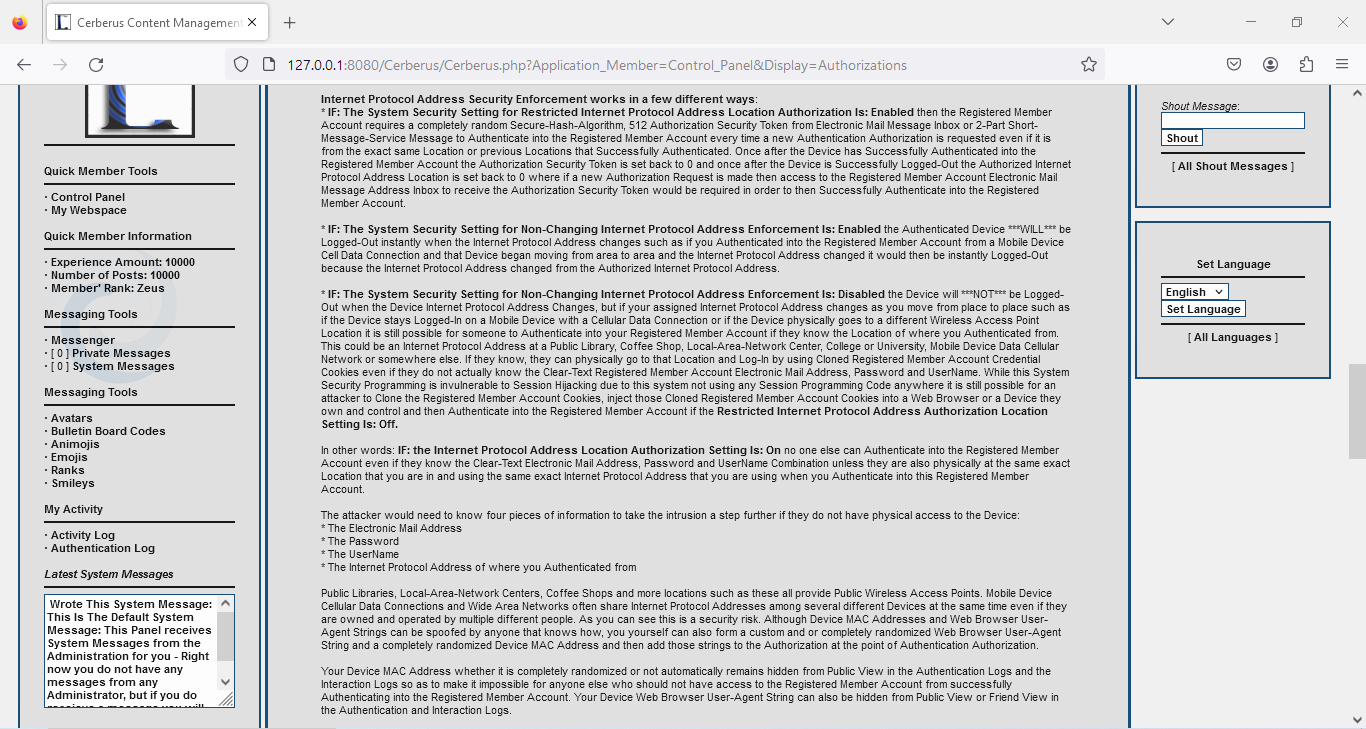 Cerberus Content Management
127.0.0.1:8080/Cerberus/Cerberus.php?Application_Member=Control_Panel&Display=Authorizations
Quick Member Tools
· Control Panel
· My Webspace
Quick Member Information
· Experience Amount: 10000
· Number of Posts: 10000
· Member' Rank: Zeus
Messaging Tools
· Messenger
· [ 0 ] Private Messages
· [ 0 ] System Messages
Messaging Tools
· Avatars
· Bulletin Board Codes
· Animojis
· Emojis
· Ranks
· Smileys
My Activity
· Activity Log
· Authentication Log
Latest System Messages
Wrote This System Message:
This Is The Default System
Message: This Panel receives
System Messages from the
Administration for you - Right
now you do not have any
messages from any
Administrator, but if you do
Internet Protocol Address Security Enforcement works in a few different ways:
* IF: The System Security Setting for Restricted Internet Protocol Address Location Authorization Is: Enabled then the Registered Member
Account requires a completely random Secure-Hash-Algorithm, 512 Authorization Security Token from Electronic Mail Message Inbox or 2-Part Short-
Message-Service Message to Authenticate into the Registered Member Account every time a new Authentication Authorization is requested even if it is
from the exact same Location or previous Locations that Successfully Authenticated. Once after the Device has Successfully Authenticated into the
Registered Member Account the Authorization Security Token is set back to 0 and once after the Device is Successfully Logged-Out the Authorized Internet
Protocol Address Location is set back to 0 where if a new Authorization Request is made then access to the Registered Member Account Electronic Mail
Message Address Inbox to receive the Authorization Security Token would be required in order to then Successfully Authenticate into the Registered
Member Account.
* IF: The System Security Setting for Non-Changing Internet Protocol Address Enforcement Is: Enabled the Authenticated Device ***WILL*** be
Logged-Out instantly when the Internet Protocol Address changes such as if you Authenticated into the Registered Member Account from a Mobile Device
Cell Data Connection and that Device began moving from area to area and the Internet Protocol Address changed it would then be instantly Logged-Out
because the Internet Protocol Address changed from the Authorized Internet Protocol Address.
* IF: The System Security Setting for Non-Changing Internet Protocol Address Enforcement Is: Disabled the Device will ***NOT*** be Logged-
Out when the Device Internet Protocol Address Changes, but if your assigned Internet Protocol Address changes as you move from place to place such as
if the Device stays Logged-In on a Mobile Device with a Cellular Data Connection or if the Device physically goes to a different Wireless Access Point
Location it is still possible for someone to Authenticate into your Registered Member Account if they know the Location of where you Authenticated from.
This could be an Internet Protocol Address at a Public Library, Coffee Shop, Local-Area-Network Center, College or University, Mobile Device Data Cellular
Network or somewhere else. If they know, they can physically go to that Location and Log-In by using Cloned Registered Member Account Credential
Cookies even if they do not actually know the Clear-Text Registered Member Account Electronic Mail Address, Password and UserName. While this System
Security Programming is invulnerable to Session Hijacking due to this system not using any Session Programming Code anywhere it is still possible for an
attacker to Clone the Registered Member Account Cookies, inject those Cloned Registered Member Account Cookies into a Web Browser or a Device they
own and control and then Authenticate into the Registered Member Account if the Restricted Internet Protocol Address Authorization Location
Setting Is: Off.
In other words: IF: the Internet Protocol Address Location Authorization Setting Is: On no one else can Authenticate into the Registered Member
Account even if they know the Clear-Text Electronic Mail Address, Password and UserName Combination unless they are also physically at the same exact
Location that you are in and using the same exact Internet Protocol Address that you are using when you Authenticate into this Registered Member
Account.
The attacker would need to know four pieces of information to take the intrusion a step further if they do not have physical access to the Device:
* The Electronic Mail Address
* The Password
* The UserName
* The Internet Protocol Address of where you Authenticated from
Public Libraries, Local-Area-Network Centers, Coffee Shops and more locations such as these all provide Public Wireless Access Points. Mobile Device
Cellular Data Connections and Wide Area Networks often share Internet Protocol Addresses among several different Devices at the same time even if they
are owned and operated by multiple different people. As you can see this is a security risk. Although Device MAC Addresses and Web Browser User-
Agent Strings can be spoofed by anyone that knows how, you yourself can also form a custom and or completely randomized Web Browser User-Agent
String and a completely randomized Device MAC Address and then add those strings to the Authorization at the point of Authentication Authorization.
Your Device MAC Address whether it is completely randomized or not automatically remains hidden from Public View in the Authentication Logs and the
Interaction Logs so as to make it impossible for anyone else who should not have access to the Registered Member Account from successfully
Authenticating into the Registered Member Account. Your Device Web Browser User-Agent String can also be hidden from Public View or Friend View in
the Authentication and Interaction Logs.
Shout Message:
Shout
[ All Shout Messages ]
Set Language
English
Set Language
[ All Languages ]